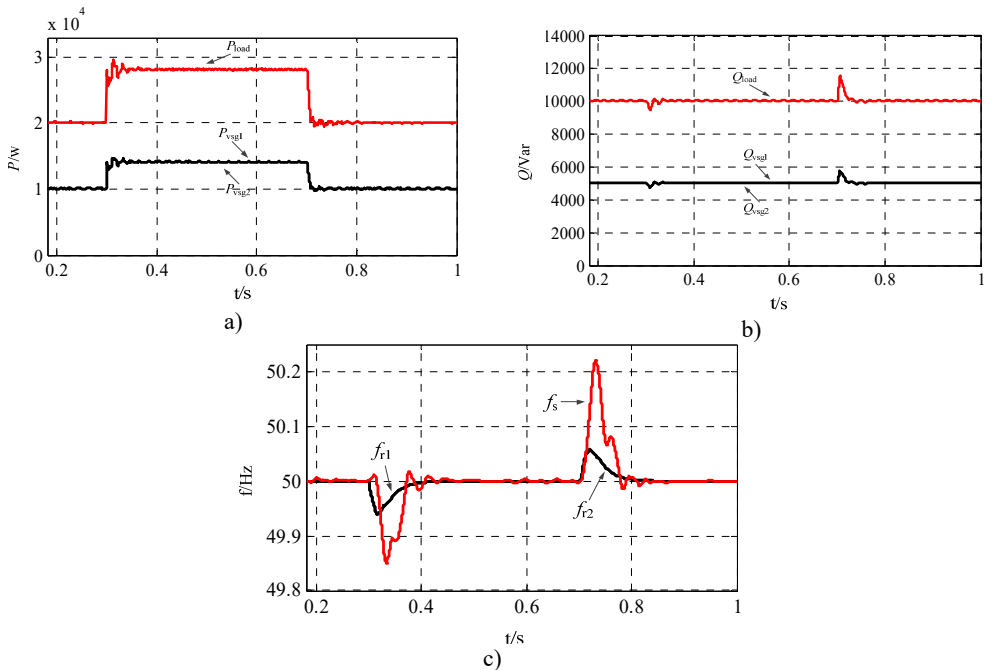 x 10⁴
3
2
1
0
P/w
P_load
P_vsg1
P_vsg2
0.2 0.4 0.6 0.8 1
t/s
a)
14000
12000
10000
8000
6000
4000
2000
0
Q/Var
Q_load
Q_vsg1
Q_vsg2
0.2 0.4 0.6 0.8 1
t/s
b)
50.2
50.1
50
49.9
49.8
f/Hz
f_s
f_r1
f_r2
0.2 0.4 0.6 0.8 1
t/s
c)